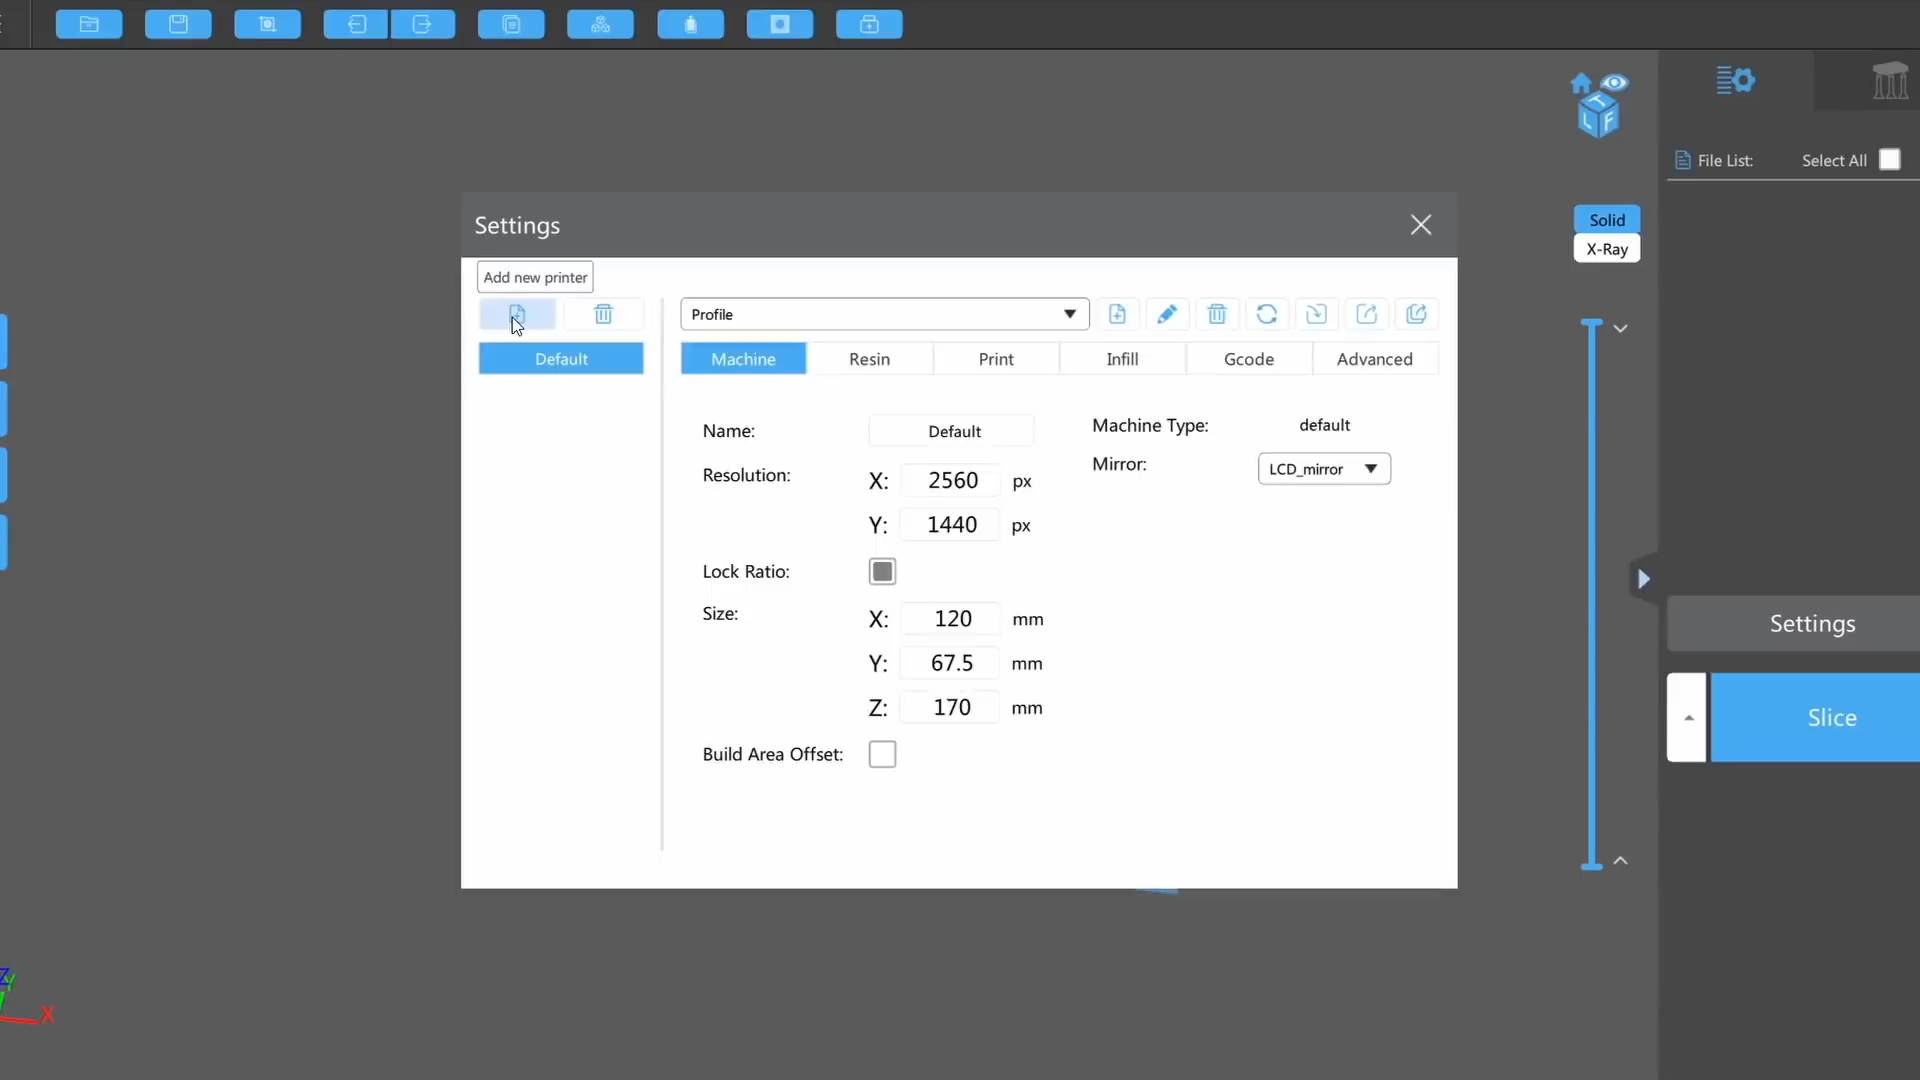 T
L F
File List: Select All
Solid
X-Ray
Settings
Add new printer
Default
Profile
Machine Resin Print Infill Gcode Advanced
Name: Default
Machine Type: default
Resolution: X: 2560 px
Y: 1440 px
Mirror: LCD_mirror
Lock Ratio:
Size: X: 120 mm
Y: 67.5 mm
Z: 170 mm
Build Area Offset:
Settings
Slice
Z
Y
X